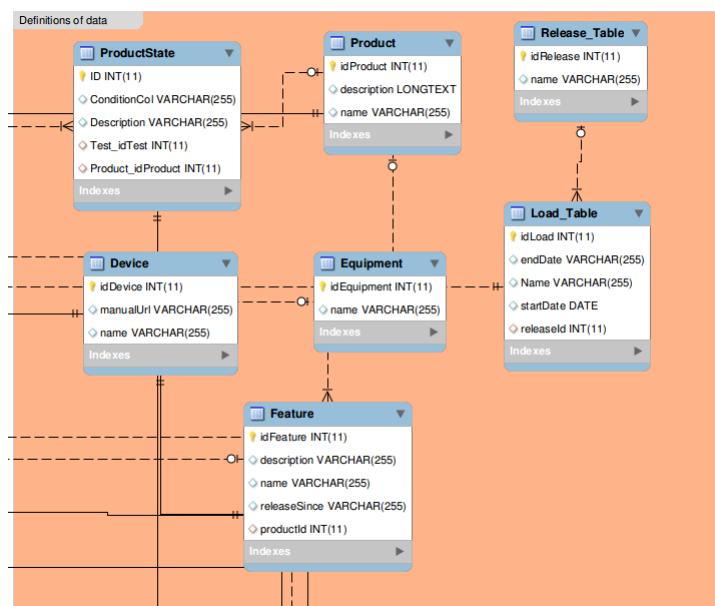 Definitions of data
ProductState
ID INT(11)
ConditionCol VARCHAR(255)
Description VARCHAR(255)
Test_idTest INT(11)
Product_idProduct INT(11)
Indexes
Product
idProduct INT(11)
description LONGTEXT
name VARCHAR(255)
Indexes
Release_Table
idRelease INT(11)
name VARCHAR(255)
Indexes
Device
idDevice INT(11)
manualUrl VARCHAR(255)
name VARCHAR(255)
Indexes
Equipment
idEquipment INT(11)
name VARCHAR(255)
Indexes
Load_Table
idLoad INT(11)
endDate VARCHAR(255)
Name VARCHAR(255)
startDate DATE
releaseId INT(11)
Indexes
Feature
idFeature INT(11)
description VARCHAR(255)
name VARCHAR(255)
releaseSince VARCHAR(255)
productId INT(11)
Indexes